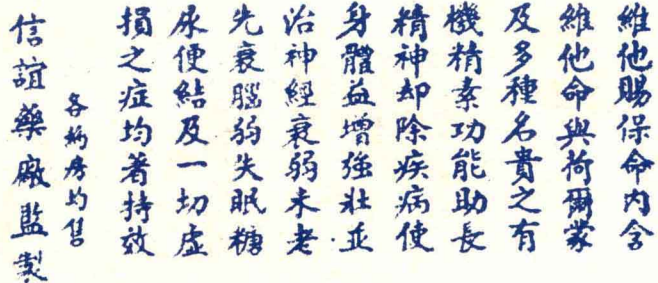 維他賜保命内含
維他命與荷爾蒙
及多種名貴之有
機精素功能助長
精神却除疾病使
身體益增強壯並
治神經衰弱未老
先衰腦弱失眠糖
尿便結及一切虛
損之症均著特效
各葯房均售
信誼藥廠監製